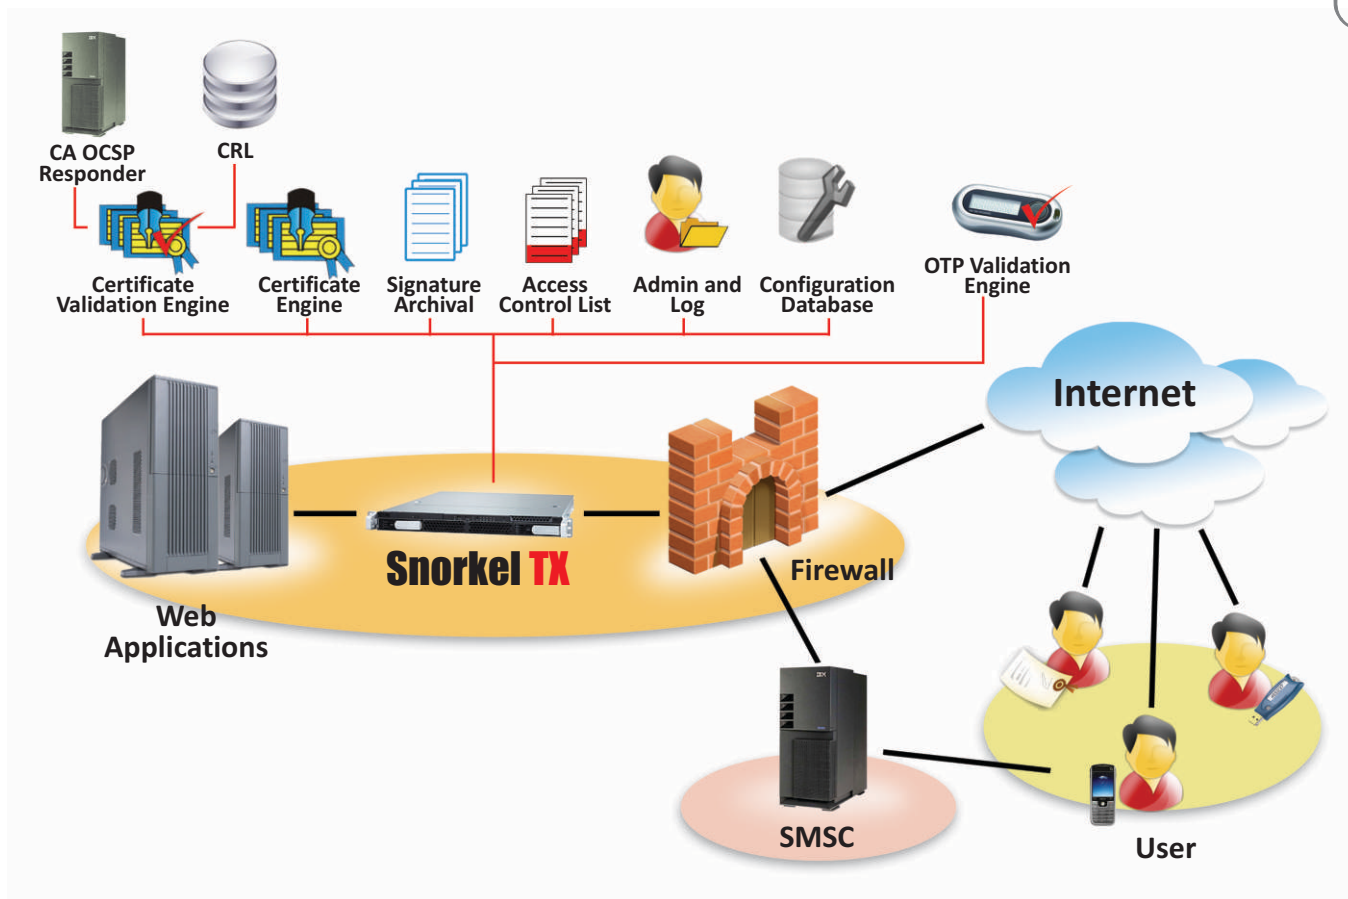 CA OCSP
Responder
CRL
Certificate
Validation Engine
Certificate
Engine
Signature
Archival
Access
Control List
Admin and
Log
Configuration
Database
OTP Validation
Engine
Internet
Snorkel TX
Firewall
Web
Applications
SMSC
User